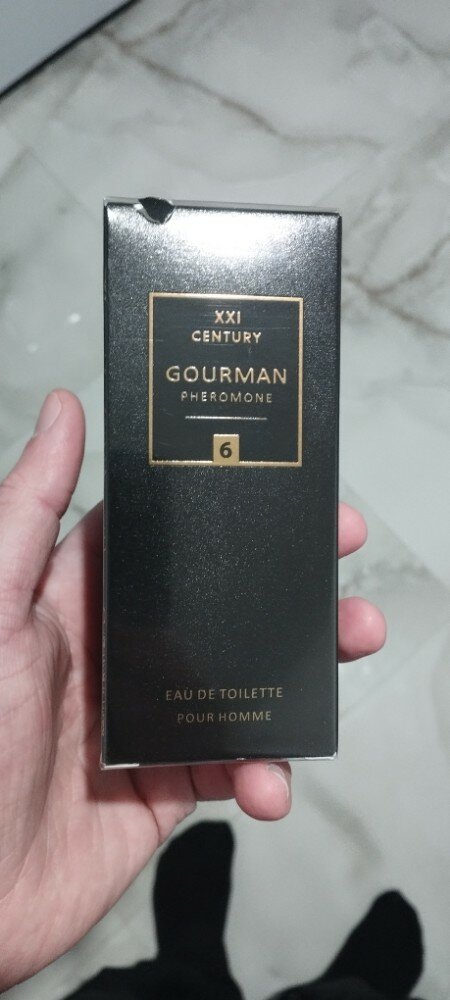 XXI
CENTURY
GOURMAN
PHEROMONE
6
EAU DE TOILETTE
POUR HOMME